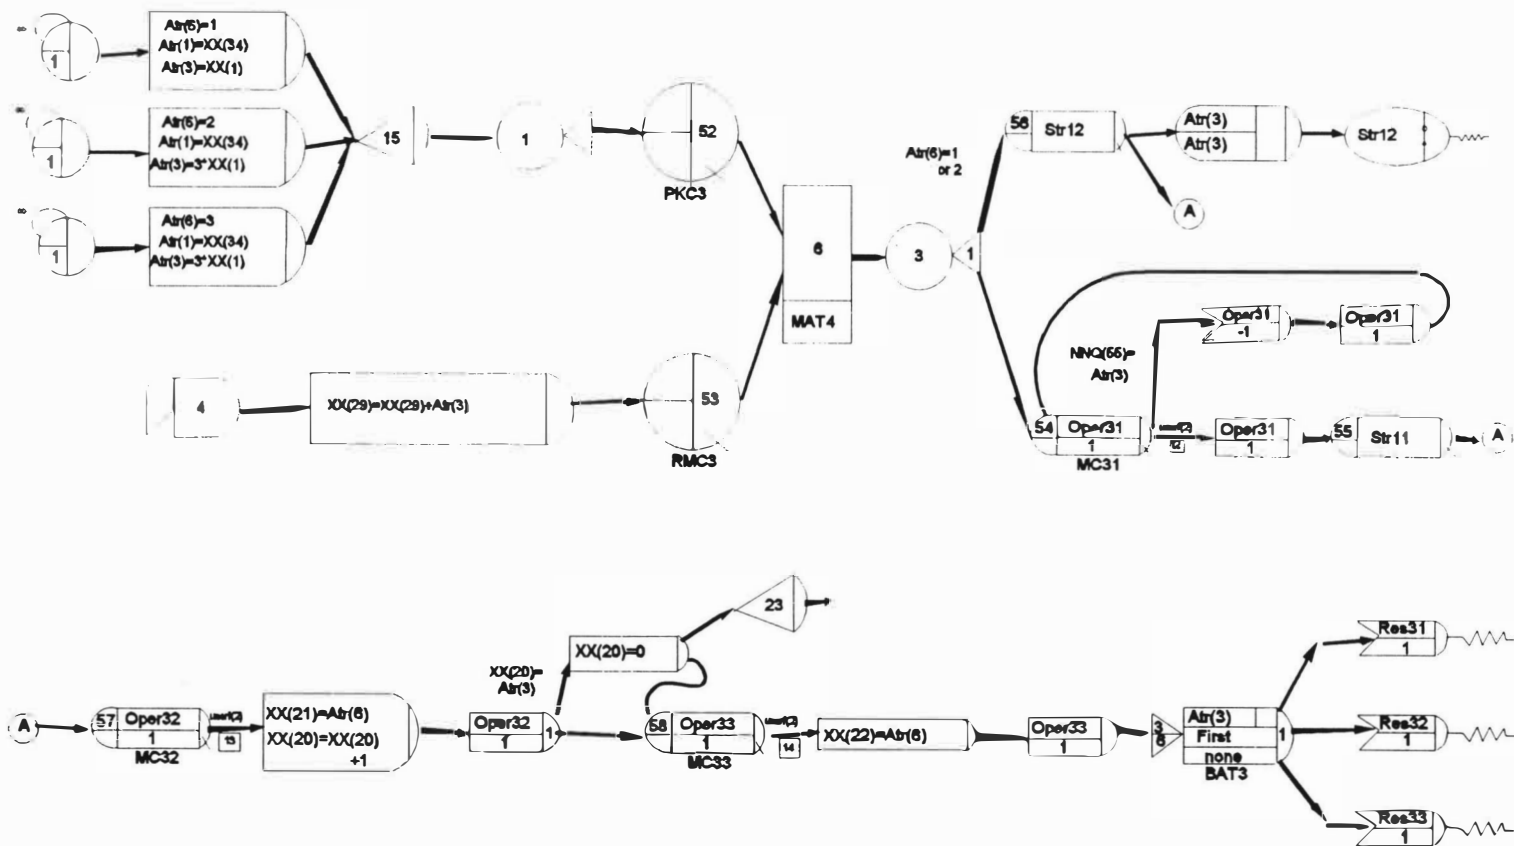 ∞
1
Atr(6)=1
Atr(1)=XX(34)
Atr(3)=XX(1)
∞
1
Atr(6)=2
Atr(1)=XX(34)
Atr(3)=3*XX(1)
∞
1
Atr(6)=3
Atr(1)=XX(34)
Atr(3)=3*XX(1)
15
1
52
PKC3
4
XX(29)=XX(29)+Atr(3)
53
RMC3
6
MAT4
3
1
Atr(6)=1
or 2
56
Str12
Atr(3)
Atr(3)
Str12
A
NNQ(55)=
Atr(3)
Oper31
-1
Oper31
1
54
Oper31
1
MC31
userf(2)
12
Oper31
1
55
Str11
A
A
57
Oper32
1
MC32
userf(2)
13
XX(21)=Atr(6)
XX(20)=XX(20)
+1
Oper32
1
1
XX(20)=
Atr(3)
XX(20)=0
23
58
Oper33
1
MC33
userf(2)
14
XX(22)=Atr(6)
Oper33
1
3
6
Atr(3)
First
none
1
BAT3
Res31
1
Res32
1
Res33
1